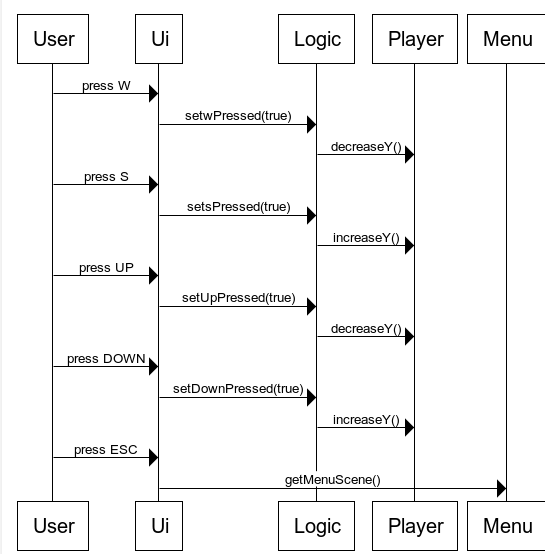 User Ui Logic Player Menu
press W
setwPressed(true)
decreaseY()
press S
setsPressed(true)
increaseY()
press UP
setUpPressed(true)
decreaseY()
press DOWN
setDownPressed(true)
increaseY()
press ESC
getMenuScene()
User Ui Logic Player Menu